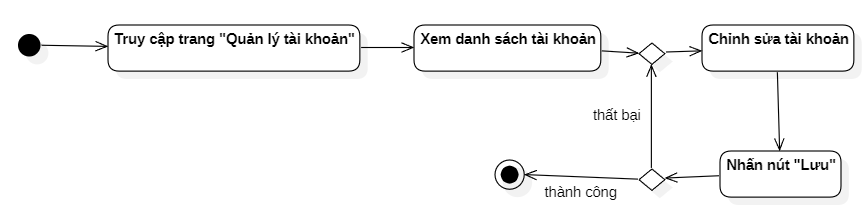 Truy cập trang "Quản lý tài khoản"
Xem danh sách tài khoản
Chỉnh sửa tài khoản
thất bại
Nhấn nút "Lưu"
thành công